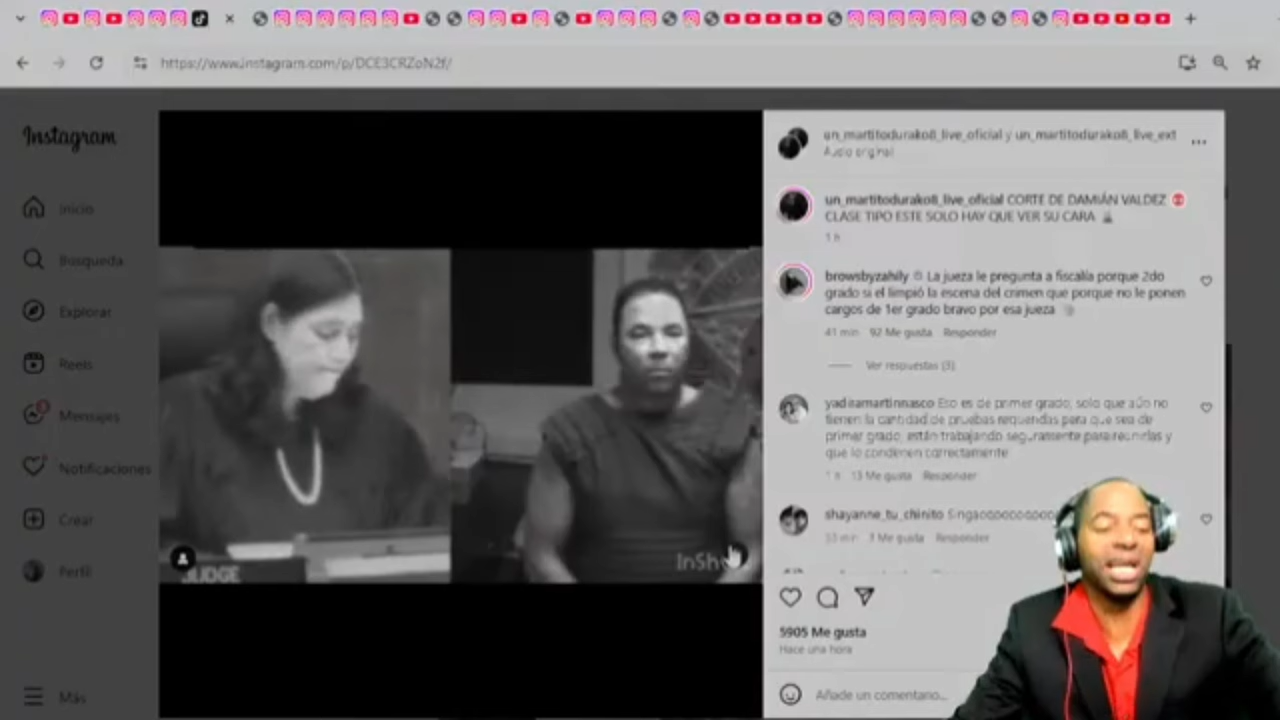 https://www.instagram.com/p/DCE3CRZoN2f/
Instagram
Inicio
Búsqueda
Explorar
Reels
Mensajes
Notificaciones
Crear
Perfil
Más
JUDGE
InSh
un_martitodurako8_live_oficial y un_martitodurako8_live_ext
Audio original
un_martitodurako8_live_oficial CORTE DE DAMIÁN VALDEZ
CLASE TIPO ESTE SOLO HAY QUE VER SU CARA
1 h
browsbyzahily La jueza le pregunta a fiscalía porque 2do
grado si el limpió la escena del crimen que porque no le ponen
cargos de 1er grado bravo por esa jueza
41 min 92 Me gusta Responder
Ver respuestas (3)
yadiramartinnasco Eso es de primer grado, solo que aún no
tienen la cantidad de pruebas requeridas para que sea de
primer grado, están trabajando seguramente para reunirlas y
que lo condenen correctamente
1 h 13 Me gusta Responder
shayanne_tu_chinito
33 min 7 Me gusta Responder
5905 Me gusta
Hace una hora
Añade un comentario...